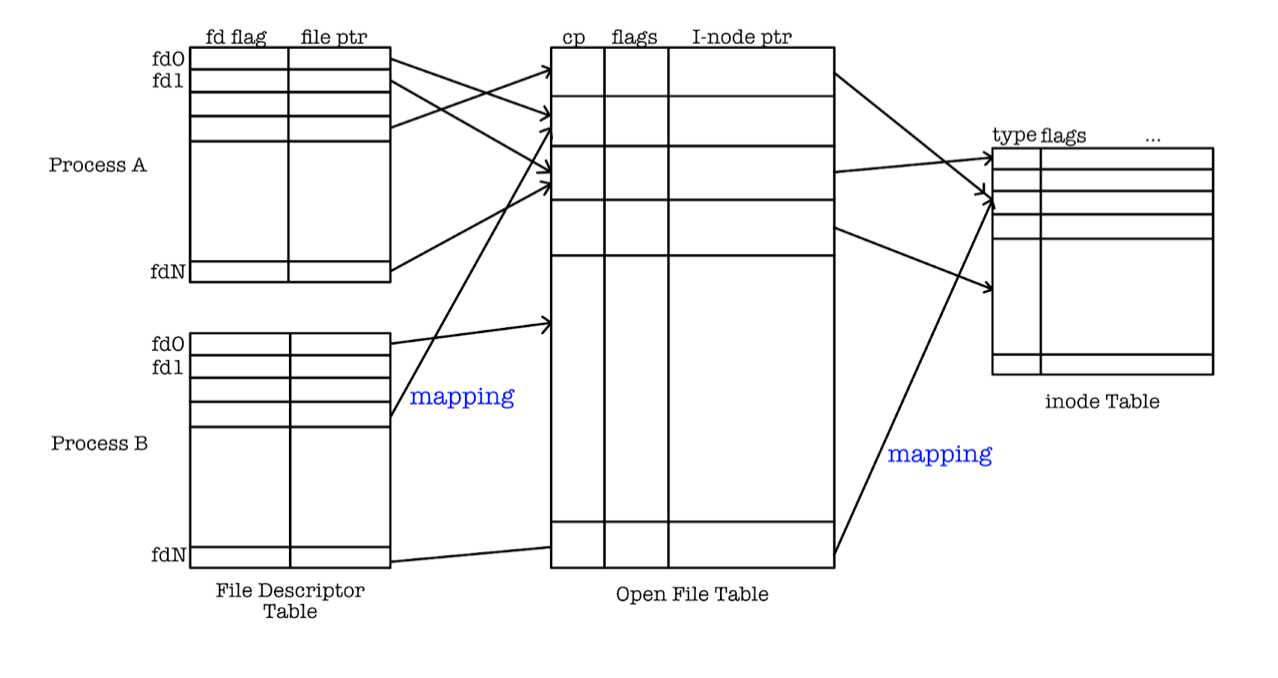 fd flag
file ptr
cp
flags
I-node ptr
fd0
fd1
type
flags
...
Process A
fdN
fd0
fd1
mapping
inode Table
Process B
mapping
fdN
File Descriptor
Table
Open File Table